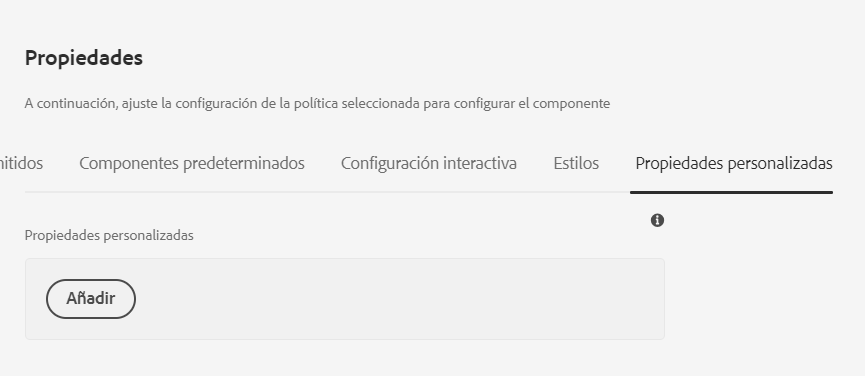 Propiedades
A continuación, ajuste la configuración de la política seleccionada para configurar el componente
Componentes predeterminados Configuración interactiva Estilos Propiedades personalizadas
Propiedades personalizadas
Añadir